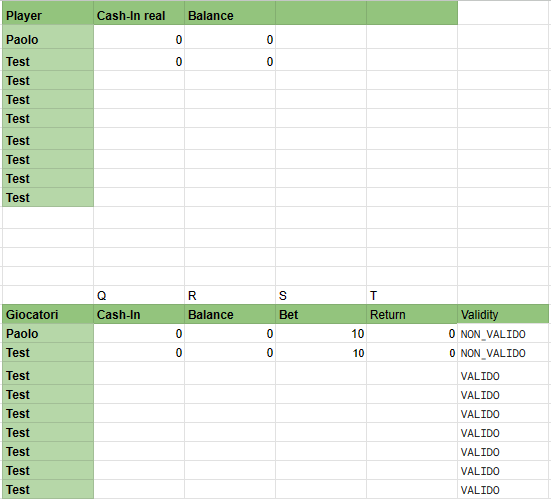 Player Cash-In real Balance
Paolo 0 0
Test 0 0
Test
Test
Test
Test
Test
Test
Test
Q R S T
Giocatori Cash-In Balance Bet Return Validity
Paolo 0 0 10 0 NON_VALIDO
Test 0 0 10 0 NON_VALIDO
Test VALIDO
Test VALIDO
Test VALIDO
Test VALIDO
Test VALIDO
Test VALIDO
Test VALIDO